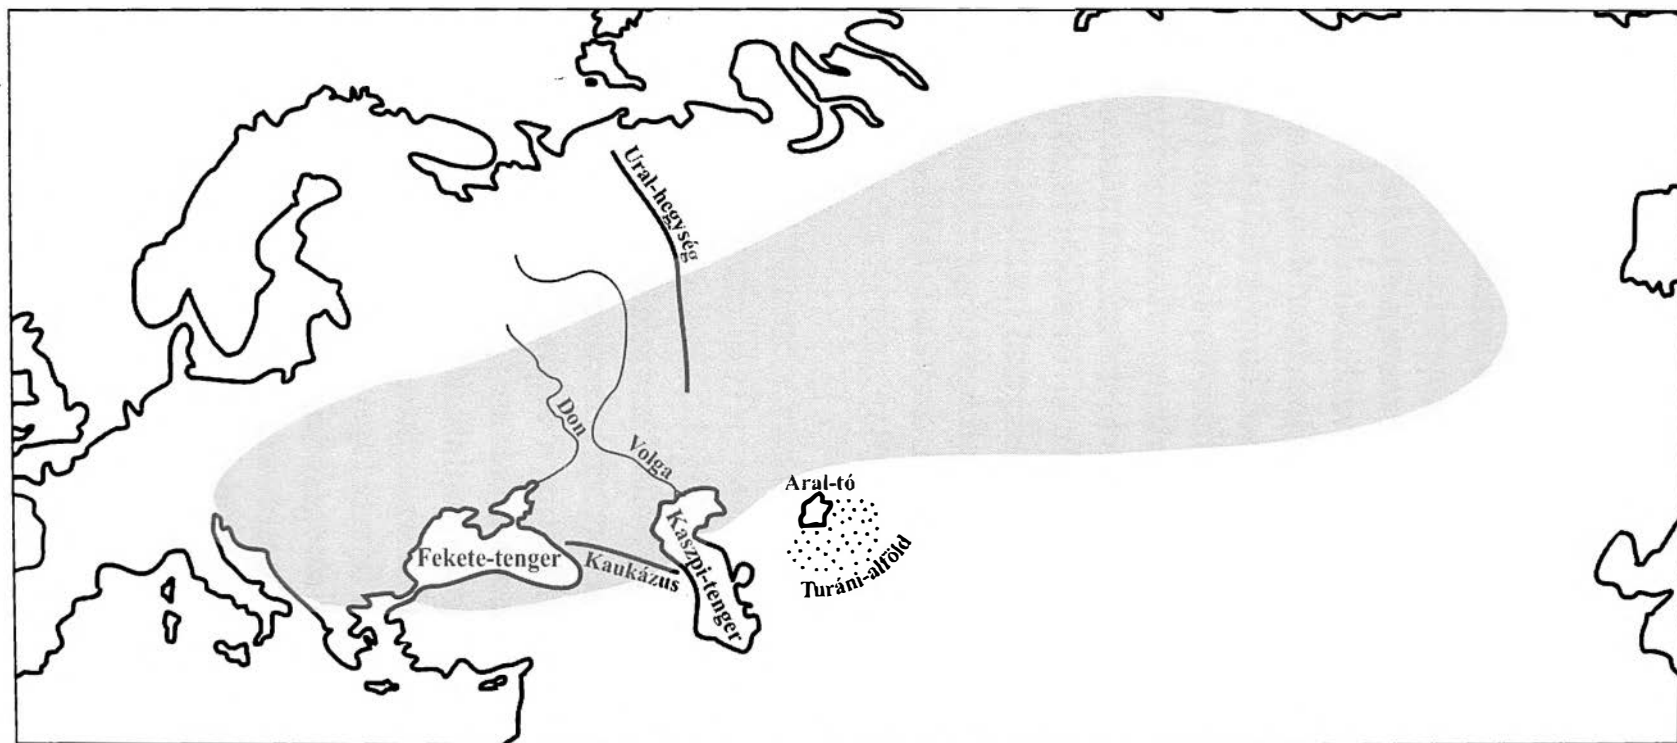 Ural-hegység
Don
Volga
Aral-tó
Fekete-tenger
Kaukázus
Kaszpi-tenger
Turáni-alföld